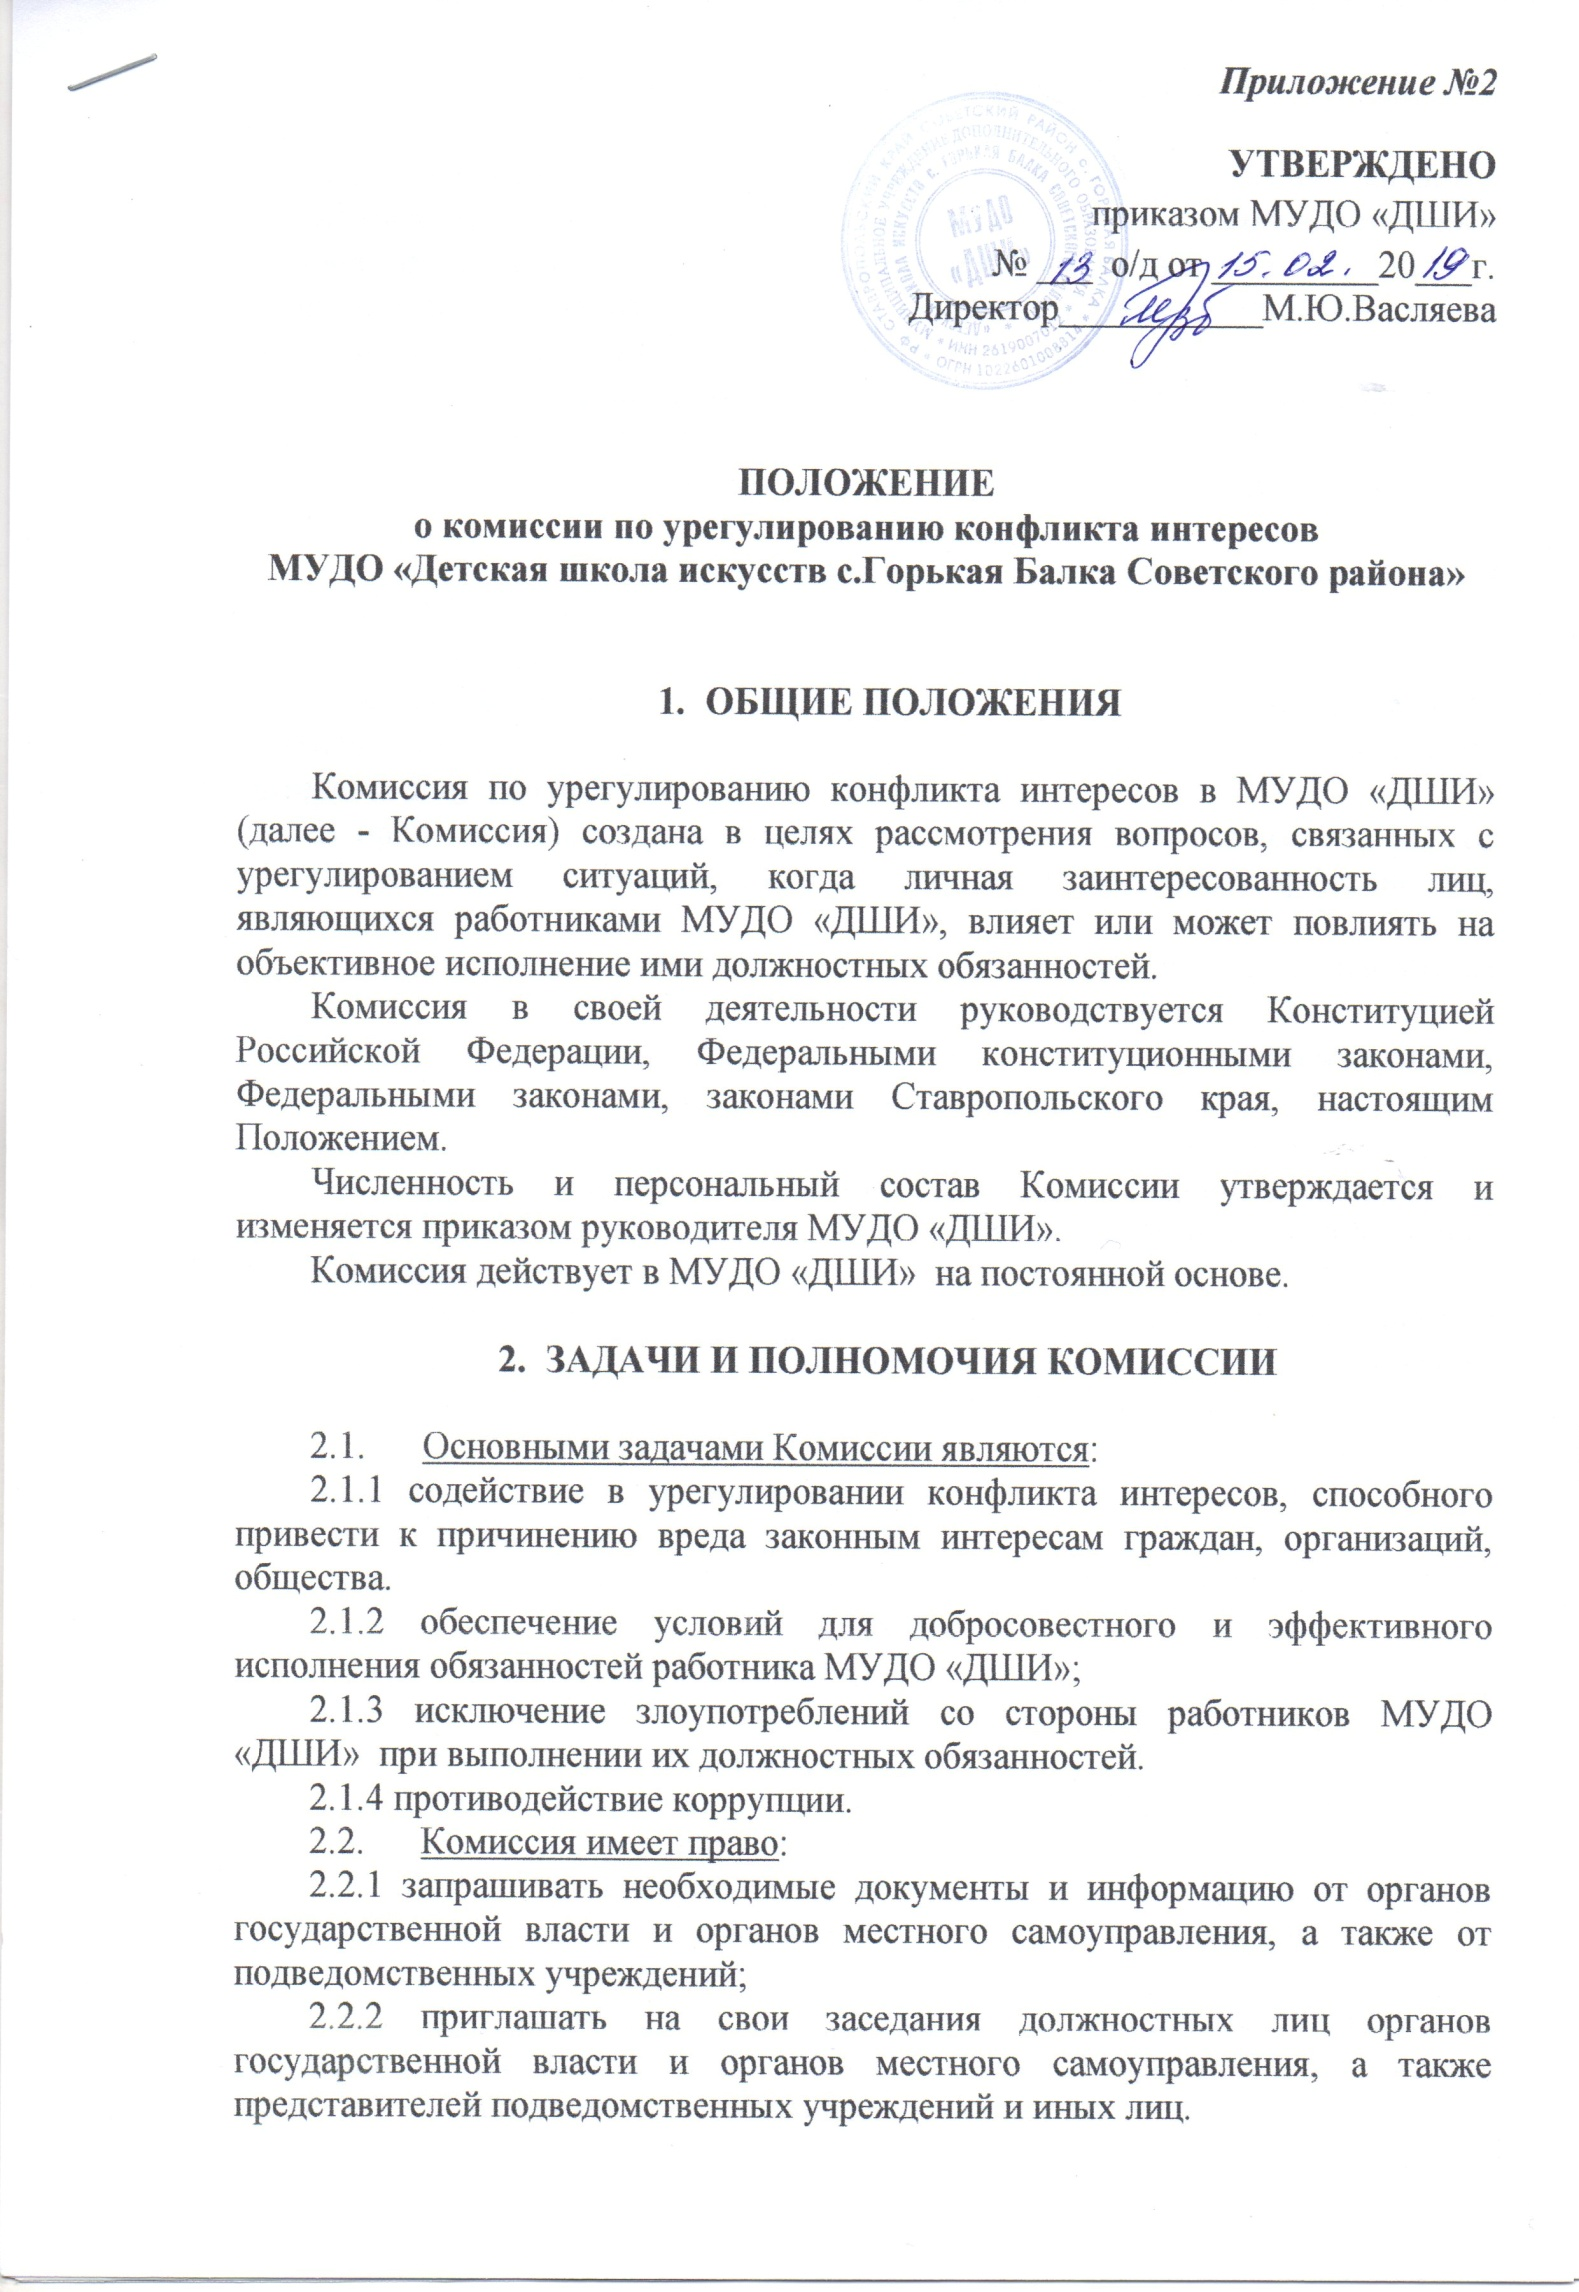 Приложение №2
УТВЕРЖДЕНО
приказом МУДО «ДШИ»
№ 13 о/д от 15.02. 2019 г.
Директор____________М.Ю.Васляева
МУДО
«ДШИ»
ИНН 2619007012
ПОЛОЖЕНИЕ
о комиссии по урегулированию конфликта интересов
МУДО «Детская школа искусств с.Горькая Балка Советского района»
1. ОБЩИЕ ПОЛОЖЕНИЯ
Комиссия по урегулированию конфликта интересов в МУДО «ДШИ»
(далее - Комиссия) создана в целях рассмотрения вопросов, связанных с
урегулированием ситуаций, когда личная заинтересованность лиц,
являющихся работниками МУДО «ДШИ», влияет или может повлиять на
объективное исполнение ими должностных обязанностей.
Комиссия в своей деятельности руководствуется Конституцией
Российской Федерации, Федеральными конституционными законами,
Федеральными законами, законами Ставропольского края, настоящим
Положением.
Численность и персональный состав Комиссии утверждается и
изменяется приказом руководителя МУДО «ДШИ».
Комиссия действует в МУДО «ДШИ» на постоянной основе.
2. ЗАДАЧИ И ПОЛНОМОЧИЯ КОМИССИИ
2.1. Основными задачами Комиссии являются:
2.1.1 содействие в урегулировании конфликта интересов, способного
привести к причинению вреда законным интересам граждан, организаций,
общества.
2.1.2 обеспечение условий для добросовестного и эффективного
исполнения обязанностей работника МУДО «ДШИ»;
2.1.3 исключение злоупотреблений со стороны работников МУДО
«ДШИ» при выполнении их должностных обязанностей.
2.1.4 противодействие коррупции.
2.2. Комиссия имеет право:
2.2.1 запрашивать необходимые документы и информацию от органов
государственной власти и органов местного самоуправления, а также от
подведомственных учреждений;
2.2.2 приглашать на свои заседания должностных лиц органов
государственной власти и органов местного самоуправления, а также
представителей подведомственных учреждений и иных лиц.